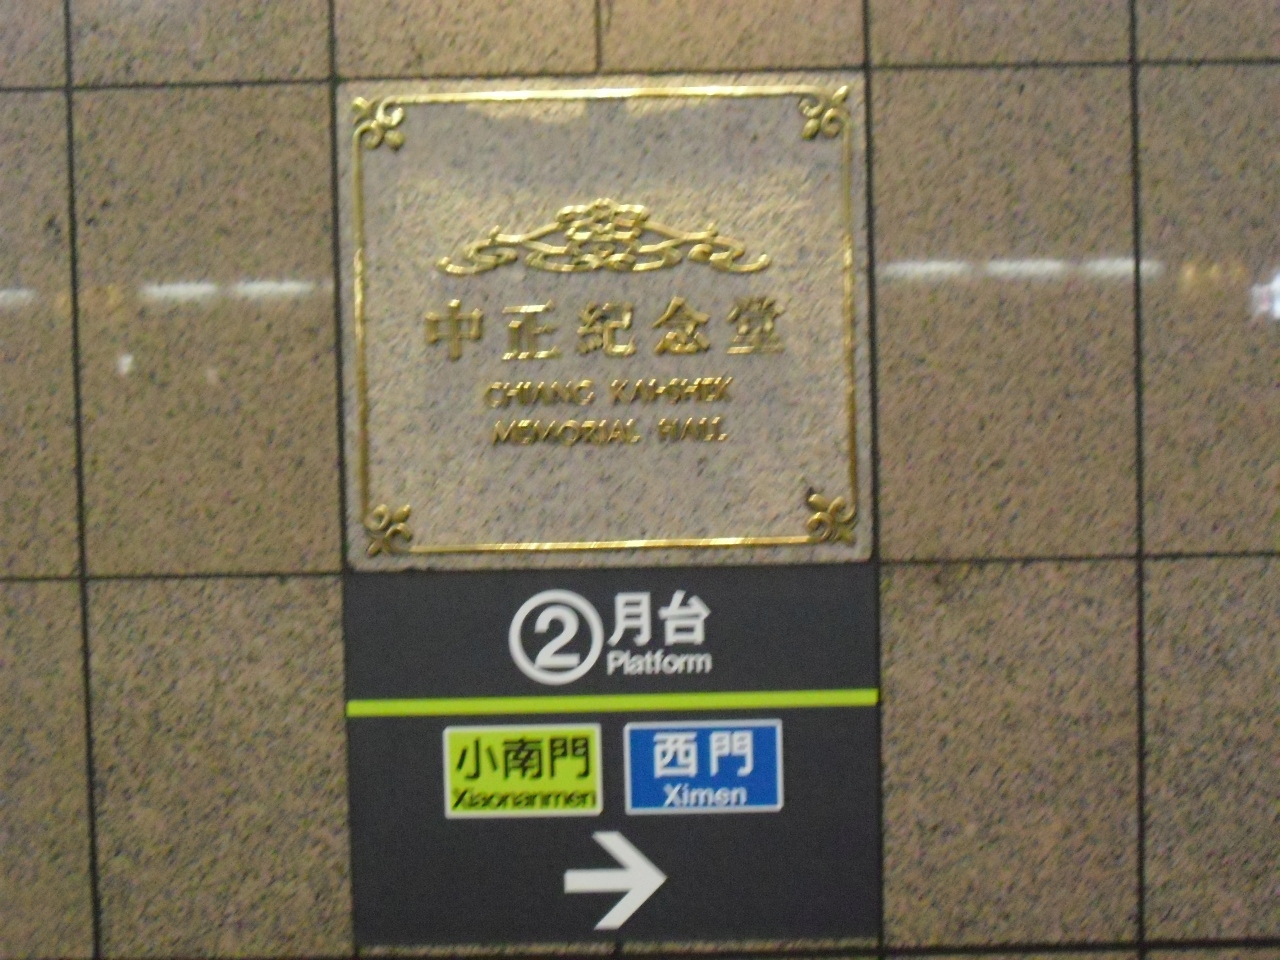 中正紀念堂
CHIANG KAI-SHEK
MEMORIAL HALL
2 月台
Platform
小南門
Xiaonanmen
西門
Ximen